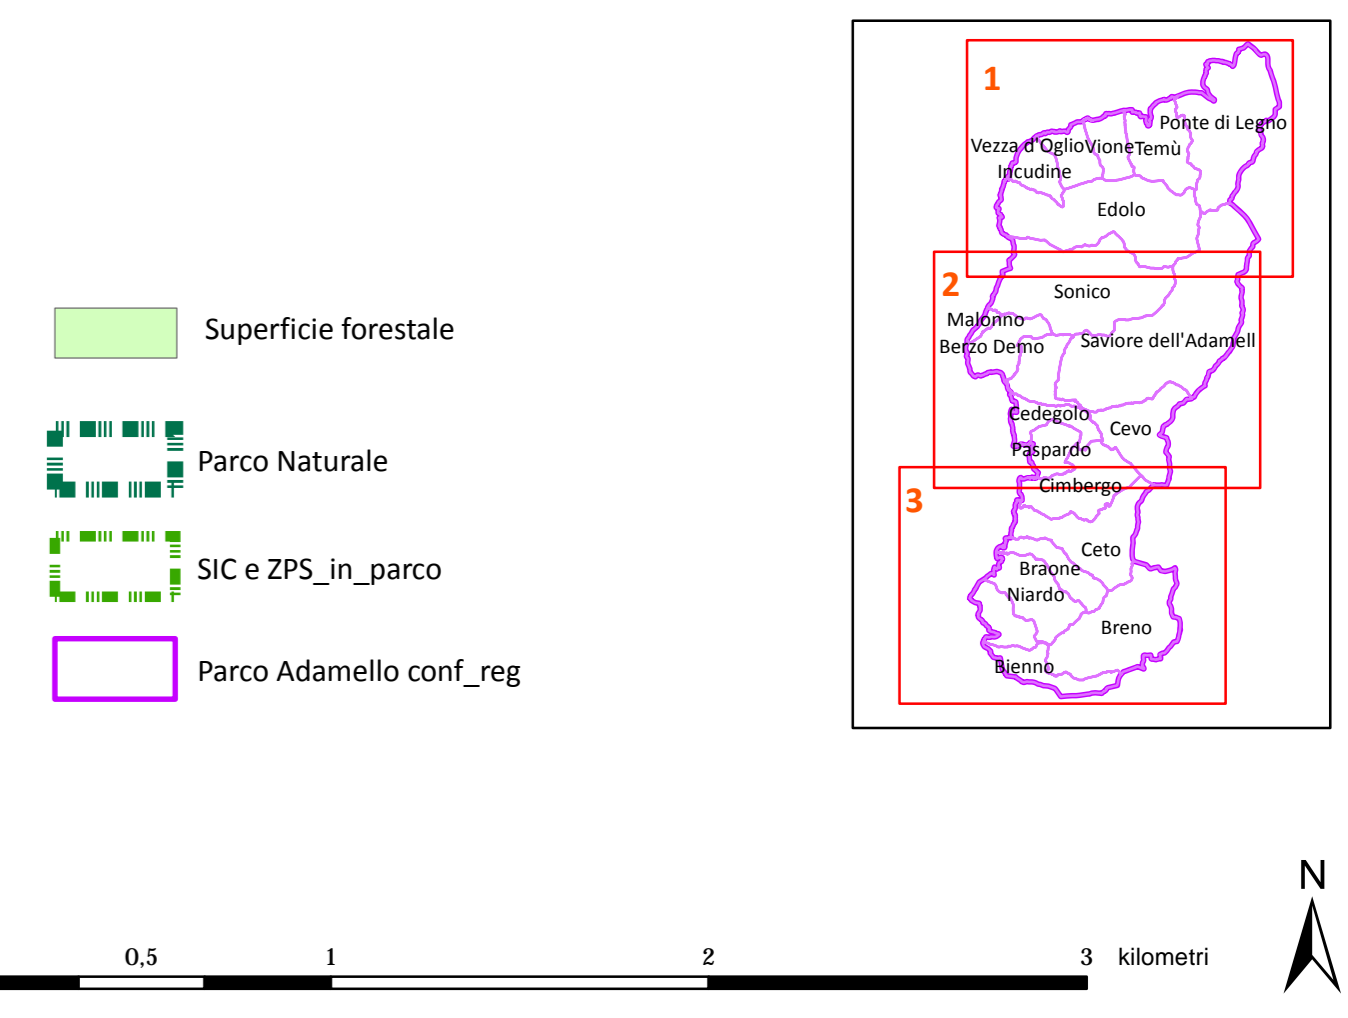 Superficie forestale
Parco Naturale
SIC e ZPS_in_parco
Parco Adamello conf_reg
1
Ponte di Legno
Vezza d'Oglio
Vione
Temù
Incudine
Edolo
2
Sonico
Malonno
Berzo Demo
Saviore dell'Adamell
Cedegolo
Cevo
Paspardo
Cimbergo
3
Ceto
Braone
Niardo
Breno
Bienno
N
0,5 1 2 3 kilometri